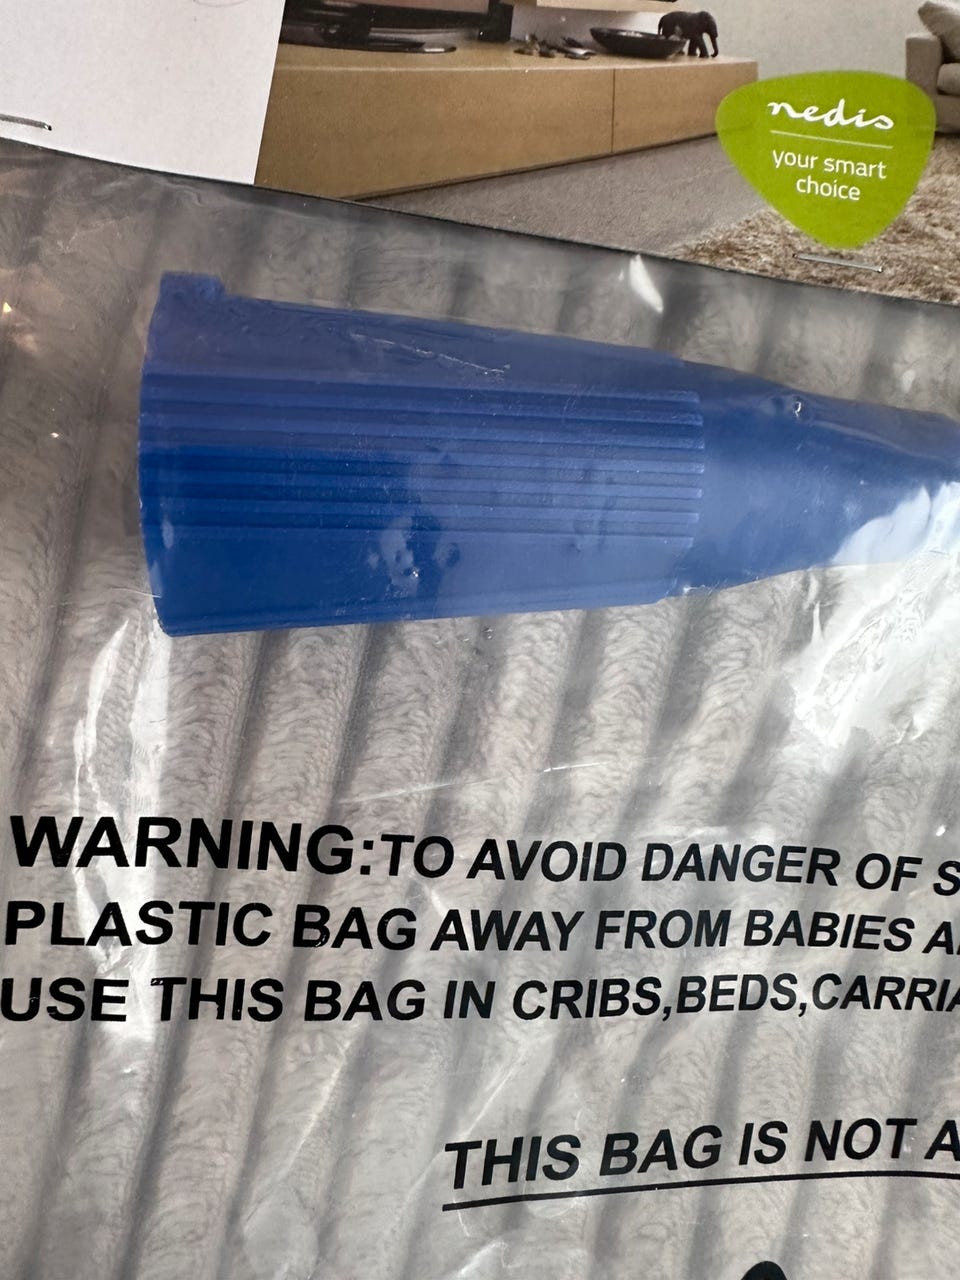 nedis
your smart
choice
WARNING:TO AVOID DANGER OF S
PLASTIC BAG AWAY FROM BABIES A
USE THIS BAG IN CRIBS,BEDS,CARRIA
THIS BAG IS NOT A